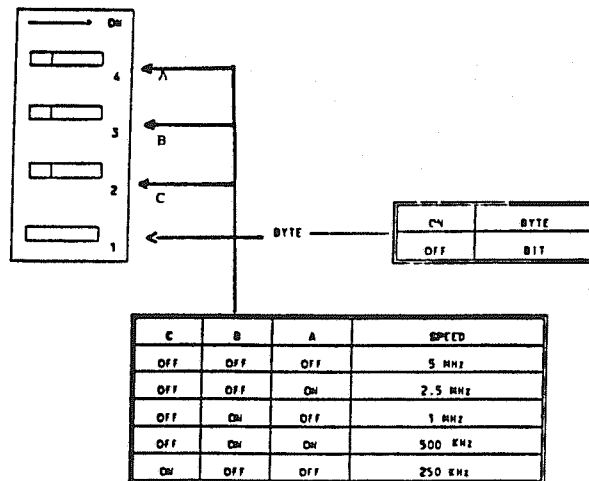 ON
4
A
3
B
2
C
1
BYTE
ON BYTE
OFF BIT
C B A SPEED
OFF OFF OFF 5 MHz
OFF OFF ON 2.5 MHz
OFF ON OFF 1 MHz
OFF ON ON 500 KHz
ON OFF OFF 250 KHz